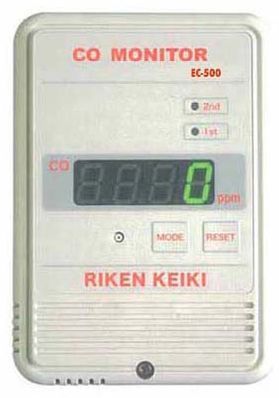 CO MONITOR
EC-500
2nd
1st
CO
0 ppm
MODE RESET
RIKEN KEIKI